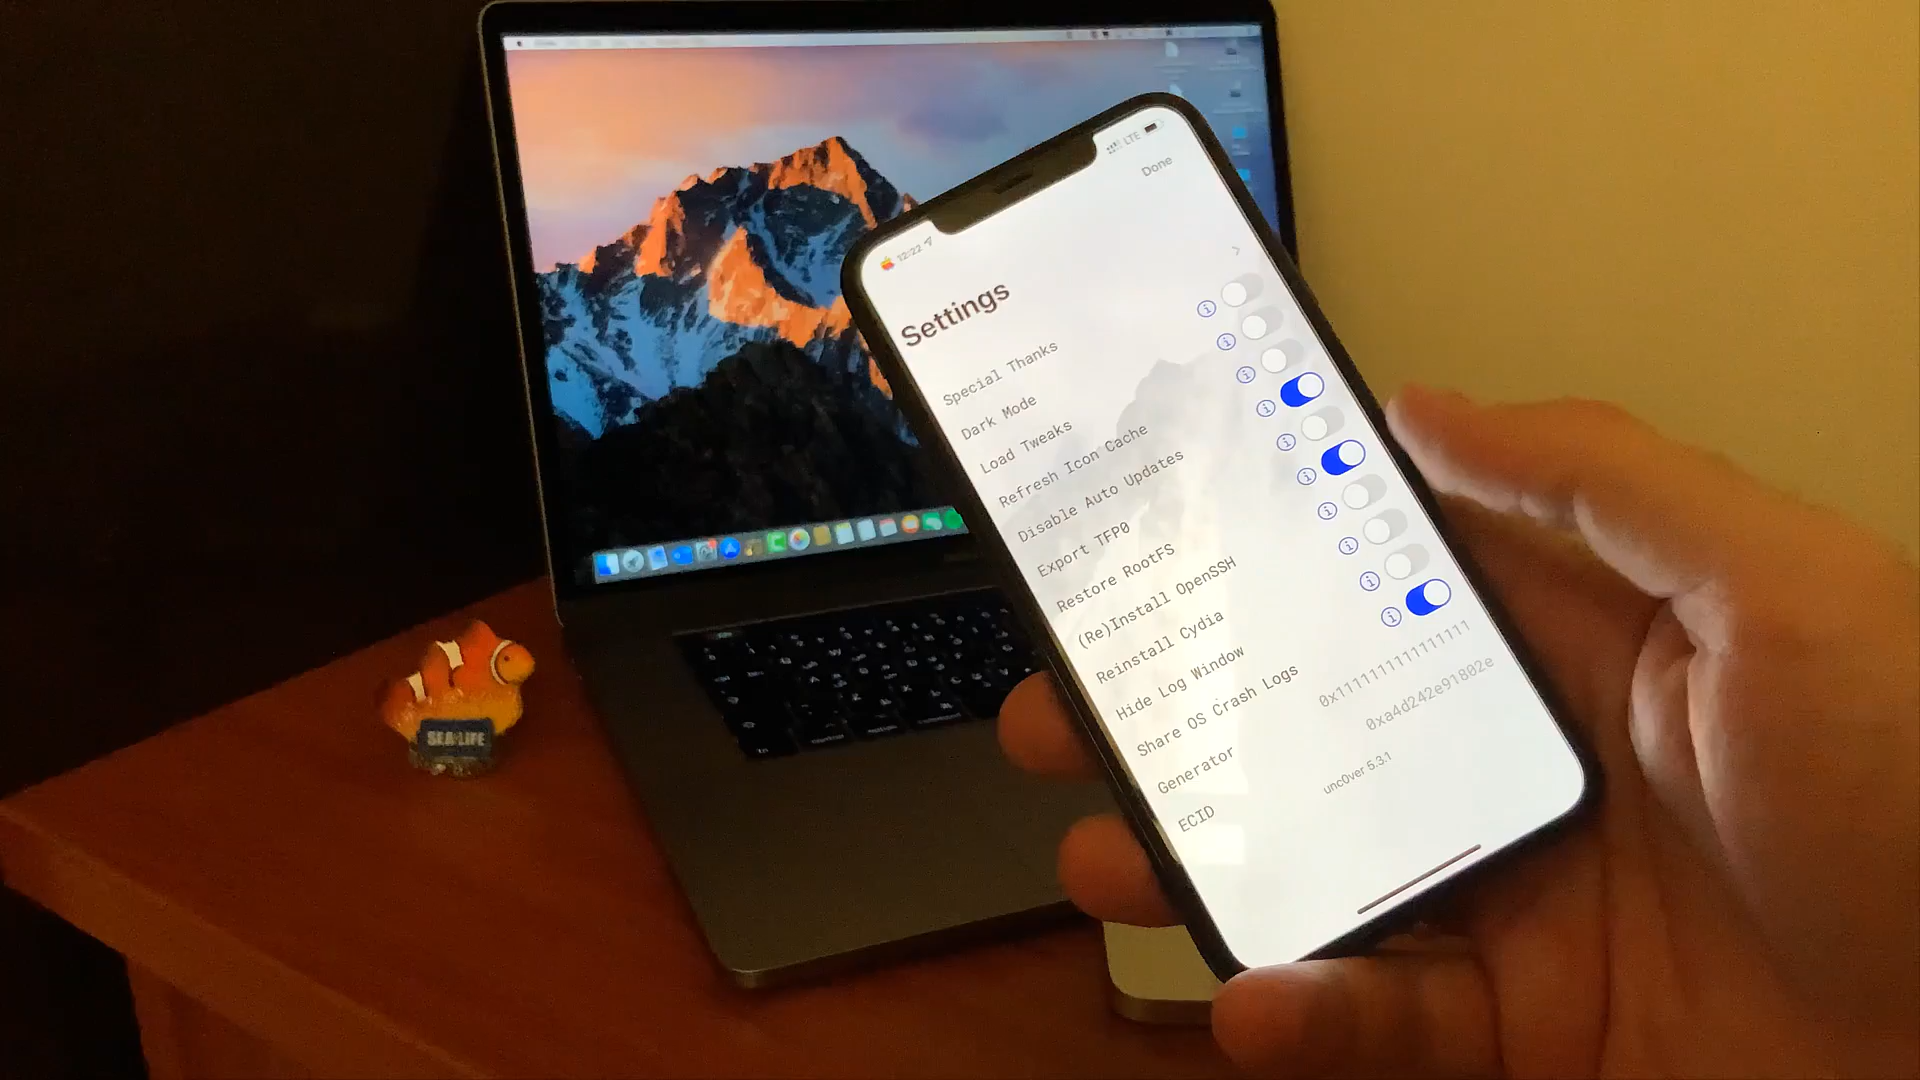 12:22
LTE
Done
Settings
Special Thanks
Dark Mode
Load Tweaks
Refresh Icon Cache
Disable Auto Updates
Export TFP0
Restore RootFS
(Re)Install OpenSSH
Reinstall Cydia
Hide Log Window
Share OS Crash Logs
Generator
0x1111111111111111
ECID
0xa4d242e91802e
unc0ver 5.3.1
SEA LIFE